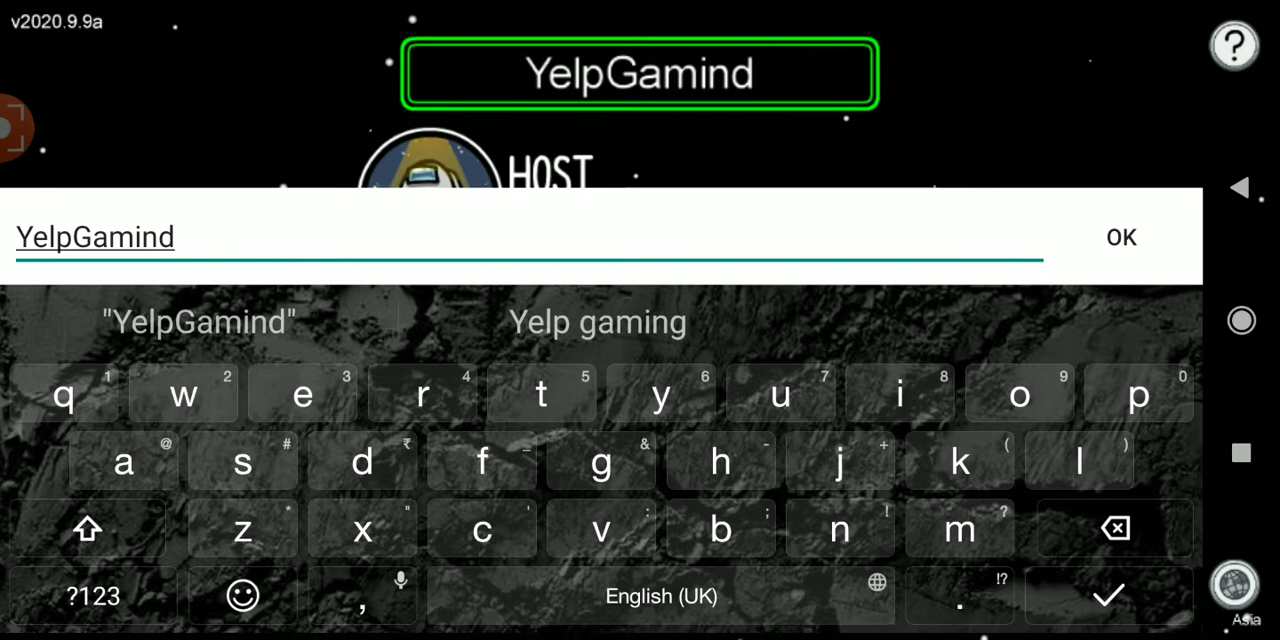 v2020.9.9a
?
YelpGamind
HOST
YelpGamind
OK
"YelpGamind" Yelp gaming
q 1 w 2 e 3 r 4 t 5 y 6 u 7 i 8 o 9 p 0
a @ s # d ₹ f _ g & h - j + k ( l )
z * x " c ' v : b ; n ! m ?
?123 , English (UK) . !?
Asia